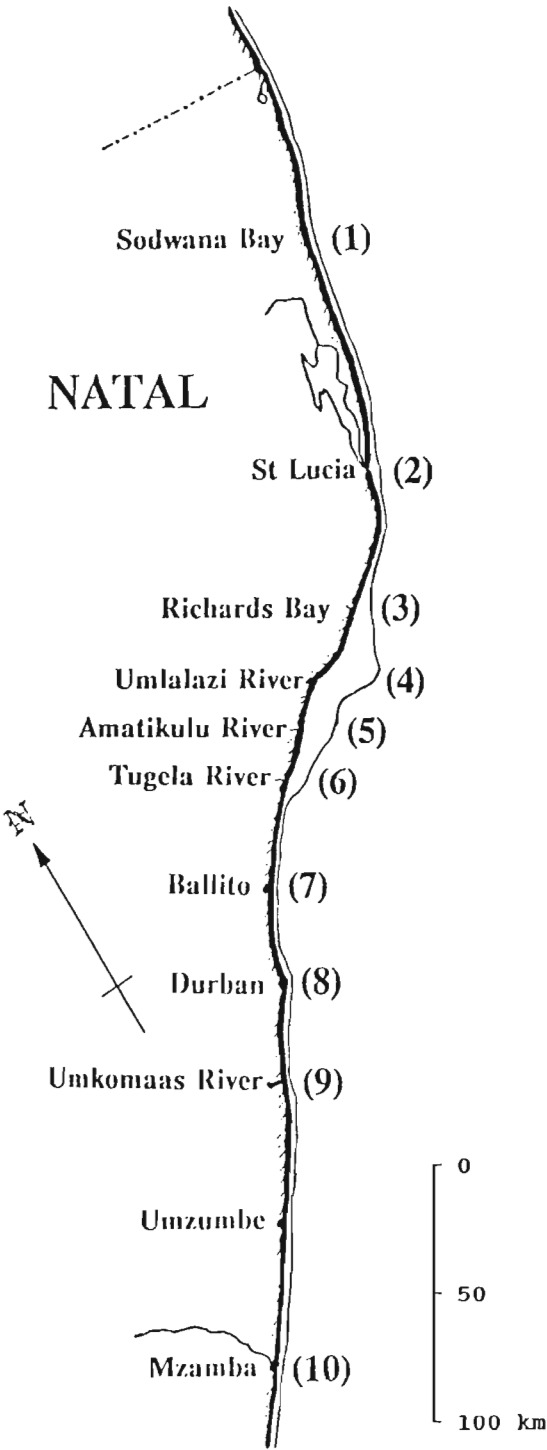 Sodwana Bay (1)
NATAL
St Lucia (2)
Richards Bay (3)
Umlalazi River (4)
Amatikulu River (5)
Tugela River (6)
N
Ballito (7)
Durban (8)
Umkomaas River (9)
0
Umzumbe
50
Mzamba (10)
100 km